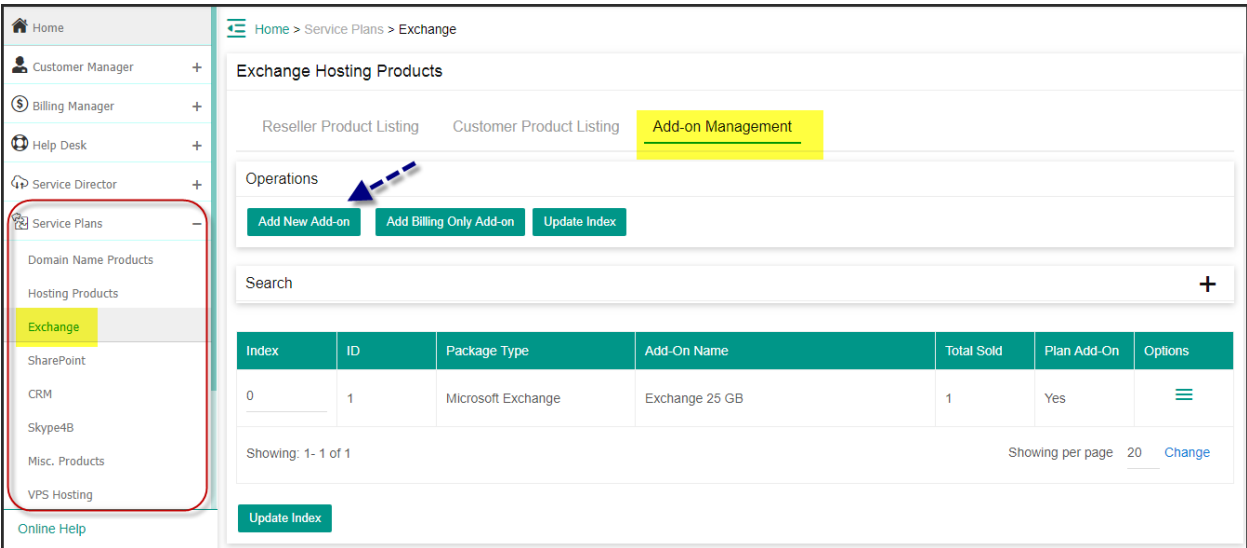 Home
Customer Manager +
Billing Manager +
Help Desk +
Service Director +
Service Plans –
Domain Name Products
Hosting Products
Exchange
SharePoint
CRM
Skype4B
Misc. Products
VPS Hosting
Online Help
Home > Service Plans > Exchange
Exchange Hosting Products
Reseller Product Listing Customer Product Listing Add-on Management
Operations
Add New Add-on Add Billing Only Add-on Update Index
Search +
Index ID Package Type Add-On Name Total Sold Plan Add-On Options
0 1 Microsoft Exchange Exchange 25 GB 1 Yes
Showing: 1- 1 of 1 Showing per page 20 Change
Update Index